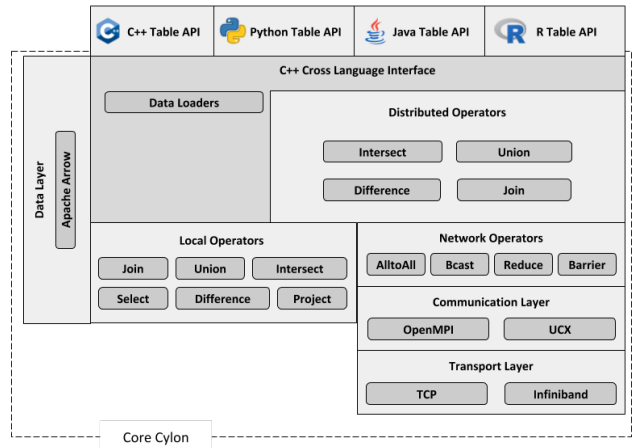 C++ Table API
Python Table API
Java Table API
R Table API
C++ Cross Language Interface
Data Loaders
Distributed Operators
Intersect
Union
Difference
Join
Data Layer
Apache Arrow
Local Operators
Join
Union
Intersect
Select
Difference
Project
Network Operators
AlltoAll
Bcast
Reduce
Barrier
Communication Layer
OpenMPI
UCX
Transport Layer
TCP
Infiniband
Core Cylon